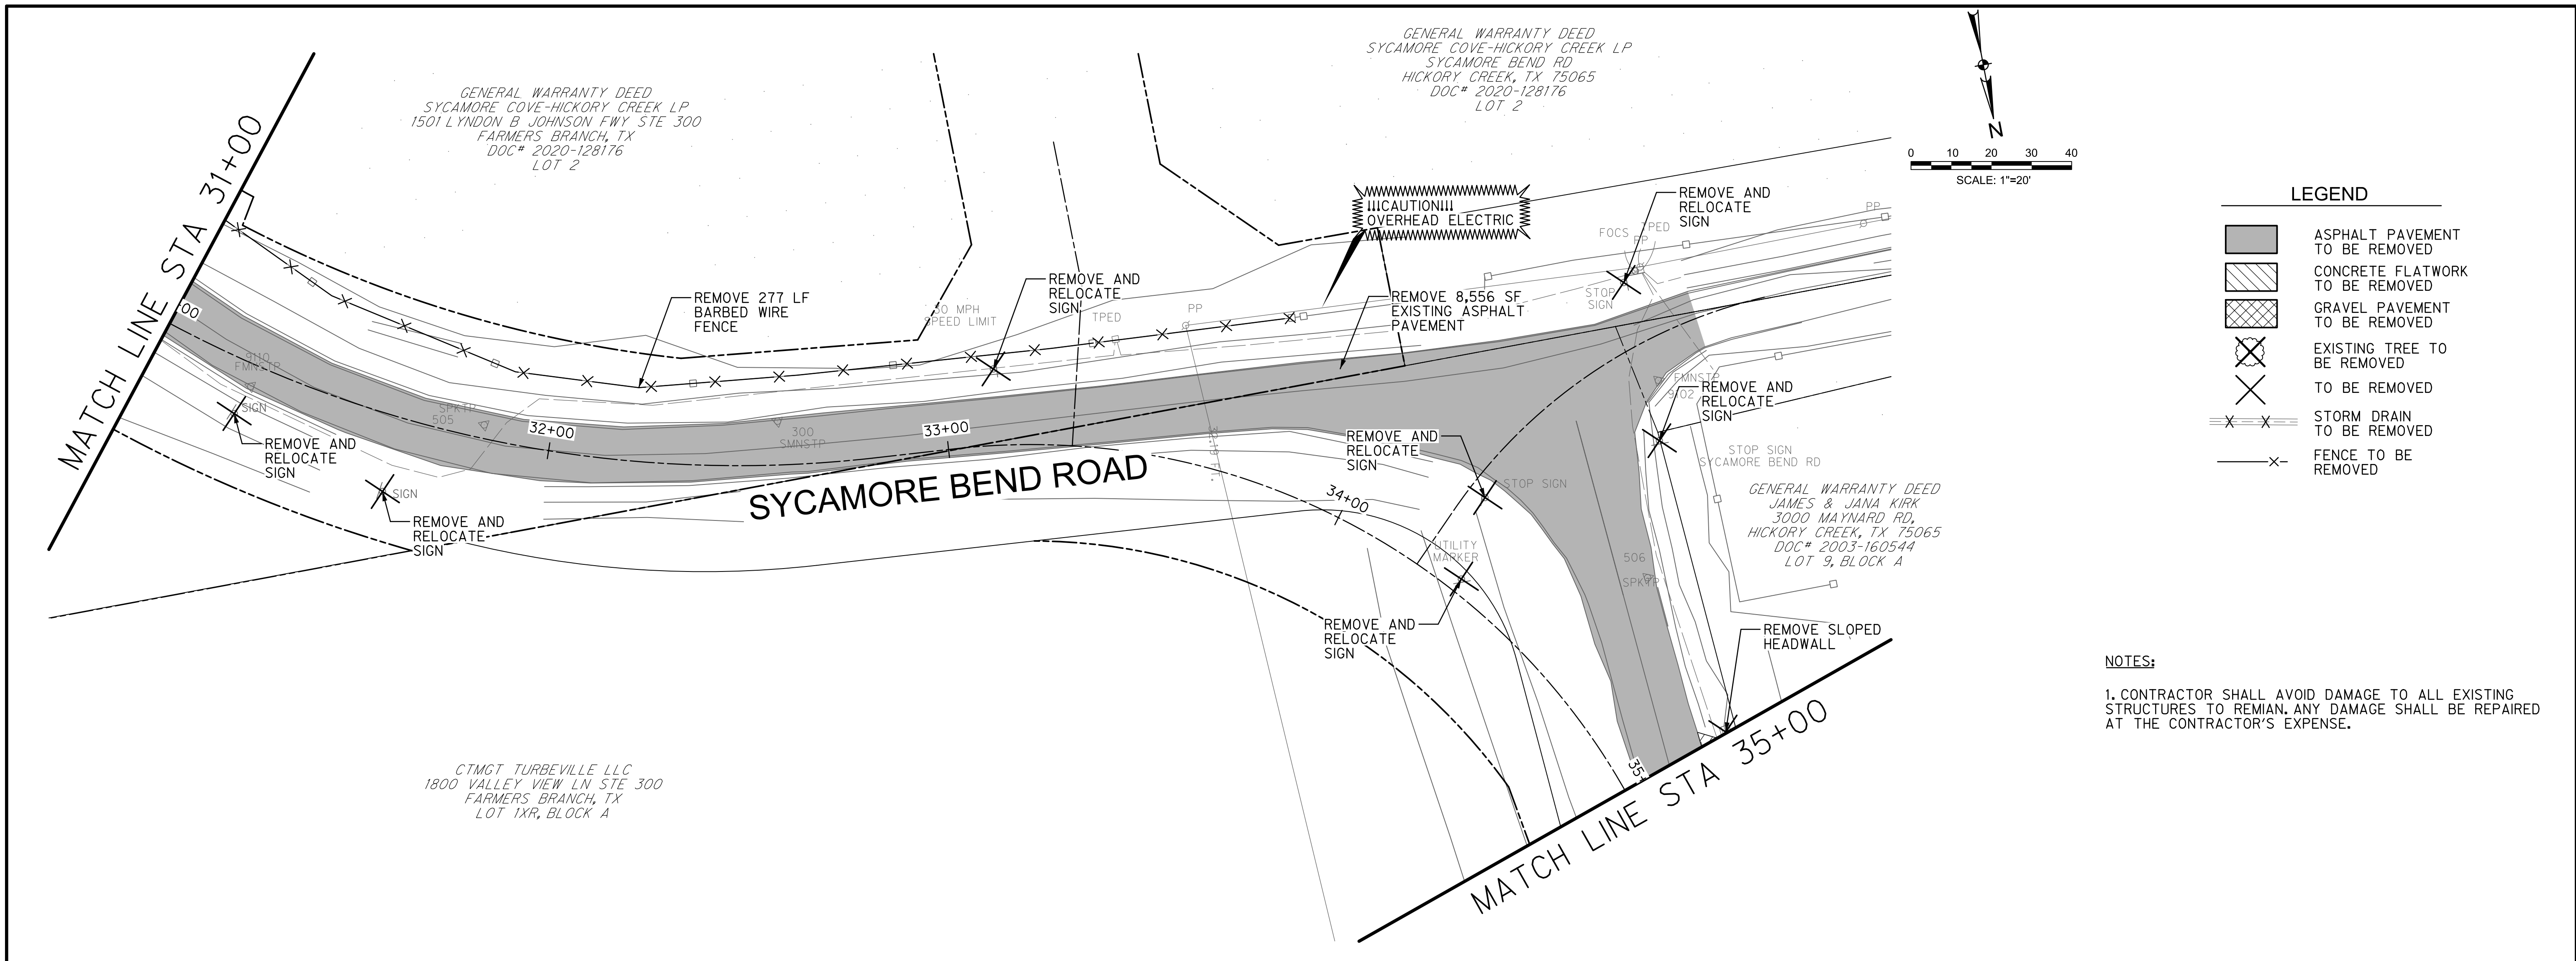 GENERAL WARRANTY DEED
SYCAMORE COVE-HICKORY CREEK LP
1501 LYNDON B JOHNSON FWY STE 300
FARMERS BRANCH, TX
DOC# 2020-128176
LOT 2
GENERAL WARRANTY DEED
SYCAMORE COVE-HICKORY CREEK LP
SYCAMORE BEND RD
HICKORY CREEK, TX 75065
DOC# 2020-128176
LOT 2
N
0 10 20 30 40
SCALE: 1"=20'
LEGEND
ASPHALT PAVEMENT
TO BE REMOVED
CONCRETE FLATWORK
TO BE REMOVED
GRAVEL PAVEMENT
TO BE REMOVED
EXISTING TREE TO
BE REMOVED
TO BE REMOVED
STORM DRAIN
TO BE REMOVED
FENCE TO BE
REMOVED
MATCH LINE STA 31+00
!!!CAUTION!!!
OVERHEAD ELECTRIC
REMOVE AND
RELOCATE
SIGN
FOCS
TPED
PP
PP
STOP
SIGN
REMOVE 277 LF
BARBED WIRE
FENCE
REMOVE AND
RELOCATE
SIGN
30 MPH
SPEED LIMIT
TPED
PP
REMOVE 8,556 SF
EXISTING ASPHALT
PAVEMENT
+00
9110
FMNSTP
SIGN
REMOVE AND
RELOCATE
SIGN
SPKTP
505
32+00
300
SMNSTP
33+00
SIGN
REMOVE AND
RELOCATE
SIGN
SYCAMORE BEND ROAD
32.19 FT.
REMOVE AND
RELOCATE
SIGN
34+00
STOP SIGN
FMNSTP
9102
REMOVE AND
RELOCATE
SIGN
STOP SIGN
SYCAMORE BEND RD
GENERAL WARRANTY DEED
JAMES & JANA KIRK
3000 MAYNARD RD,
HICKORY CREEK, TX 75065
DOC# 2003-160544
LOT 9, BLOCK A
UTILITY
MARKER
506
SPKTP
REMOVE AND
RELOCATE
SIGN
REMOVE SLOPED
HEADWALL
35+
MATCH LINE STA 35+00
CTMGT TURBEVILLE LLC
1800 VALLEY VIEW LN STE 300
FARMERS BRANCH, TX
LOT 1XR, BLOCK A
NOTES:
1. CONTRACTOR SHALL AVOID DAMAGE TO ALL EXISTING
STRUCTURES TO REMIAN. ANY DAMAGE SHALL BE REPAIRED
AT THE CONTRACTOR'S EXPENSE.